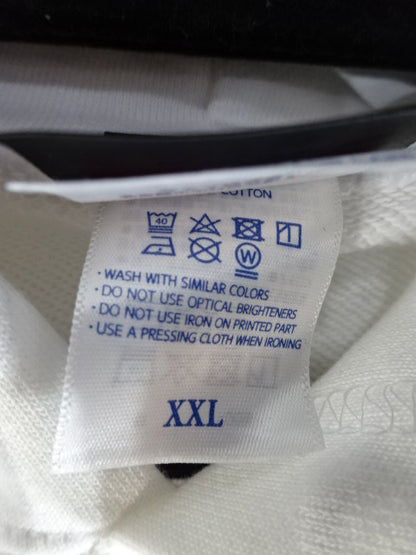 COTTON
40
W
· WASH WITH SIMILAR COLORS
· DO NOT USE OPTICAL BRIGHTENERS
· DO NOT USE IRON ON PRINTED PART
· USE A PRESSING CLOTH WHEN IRONING
XXL